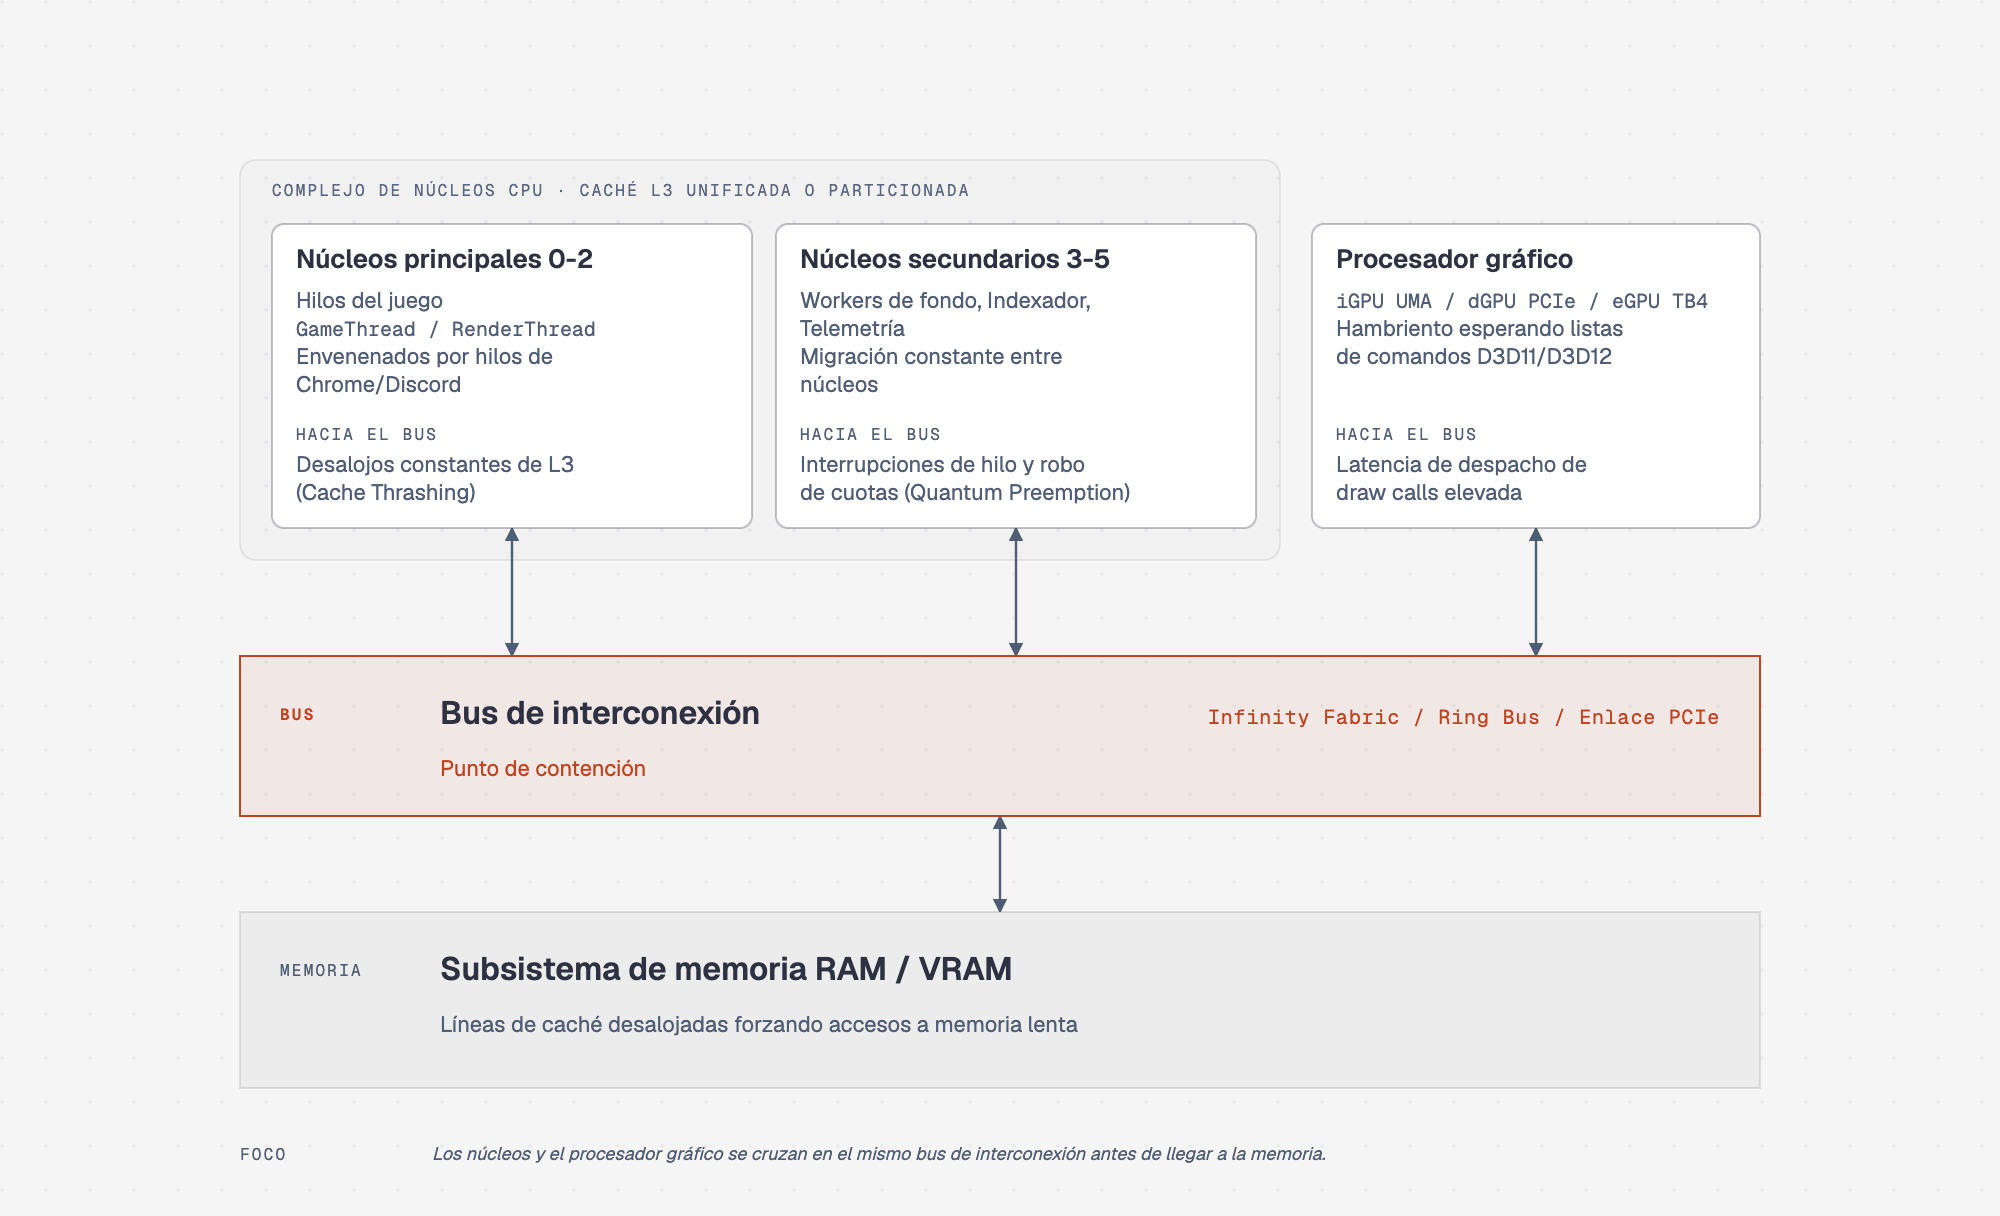 COMPLEJO DE NÚCLEOS CPU · CACHÉ L3 UNIFICADA O PARTICIONADA
Núcleos principales 0-2
Hilos del juego
GameThread / RenderThread
Envenenados por hilos de
Chrome/Discord
HACIA EL BUS
Desalojos constantes de L3
(Cache Thrashing)
Núcleos secundarios 3-5
Workers de fondo, Indexador,
Telemetría
Migración constante entre
núcleos
HACIA EL BUS
Interrupciones de hilo y robo
de cuotas (Quantum Preemption)
Procesador gráfico
iGPU UMA / dGPU PCIe / eGPU TB4
Hambriento esperando listas
de comandos D3D11/D3D12
HACIA EL BUS
Latencia de despacho de
draw calls elevada
BUS
Bus de interconexión
Infinity Fabric / Ring Bus / Enlace PCIe
Punto de contención
MEMORIA
Subsistema de memoria RAM / VRAM
Líneas de caché desalojadas forzando accesos a memoria lenta
FOCO
Los núcleos y el procesador gráfico se cruzan en el mismo bus de interconexión antes de llegar a la memoria.